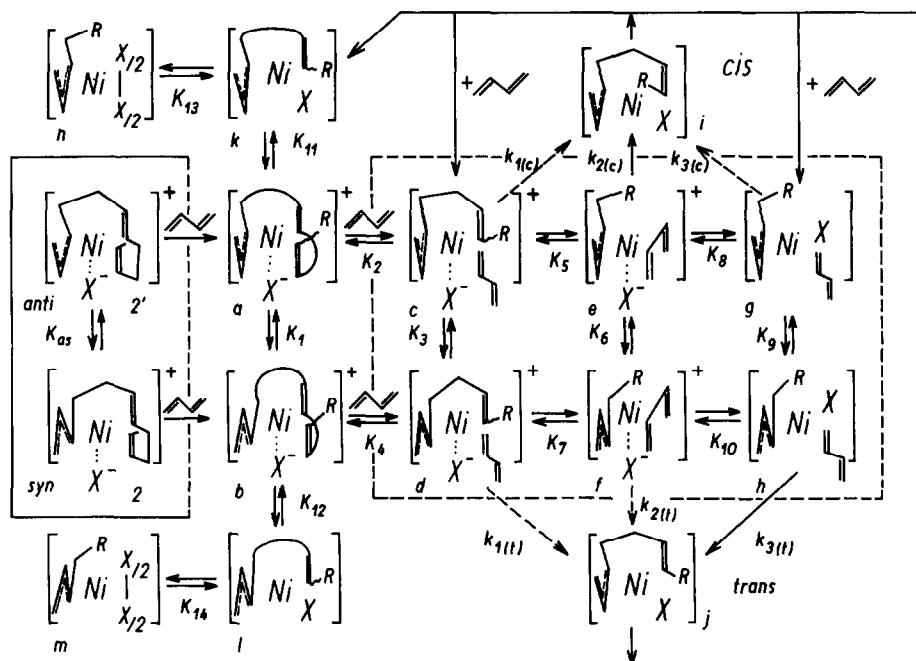 R X/2 Ni X/2 n
K13
Ni R X k
+
cis
R Ni X i
+
K11
k1(c) k2(c) k3(c)
Ni X⁻ + anti 2'
Ni R X⁻ + a
K2
Ni R X⁻ + c
K5
R Ni X⁻ + e
K8
R Ni X g
Kas
K1
K3
K6
K9
Ni X⁻ + syn 2
Ni R X⁻ + b
K4
Ni R X⁻ + d
K7
R Ni X⁻ + f
K10
R Ni X h
K12
k1(t) k2(t) k3(t)
R X/2 Ni X/2 m
K14
Ni R X l
Ni R X j
trans